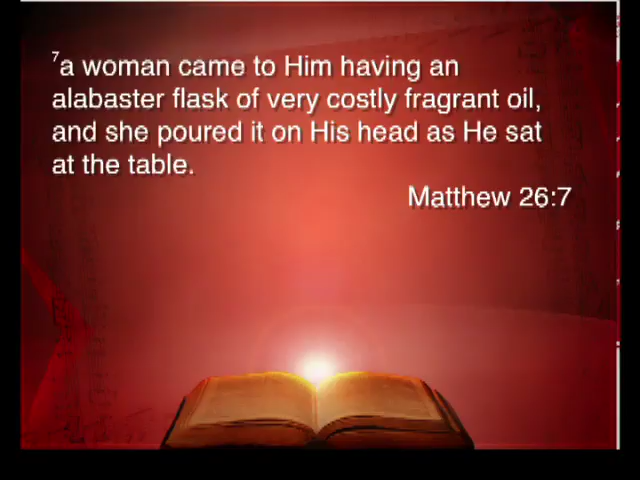 ⁷a woman came to Him having an
alabaster flask of very costly fragrant oil,
and she poured it on His head as He sat
at the table.
Matthew 26:7